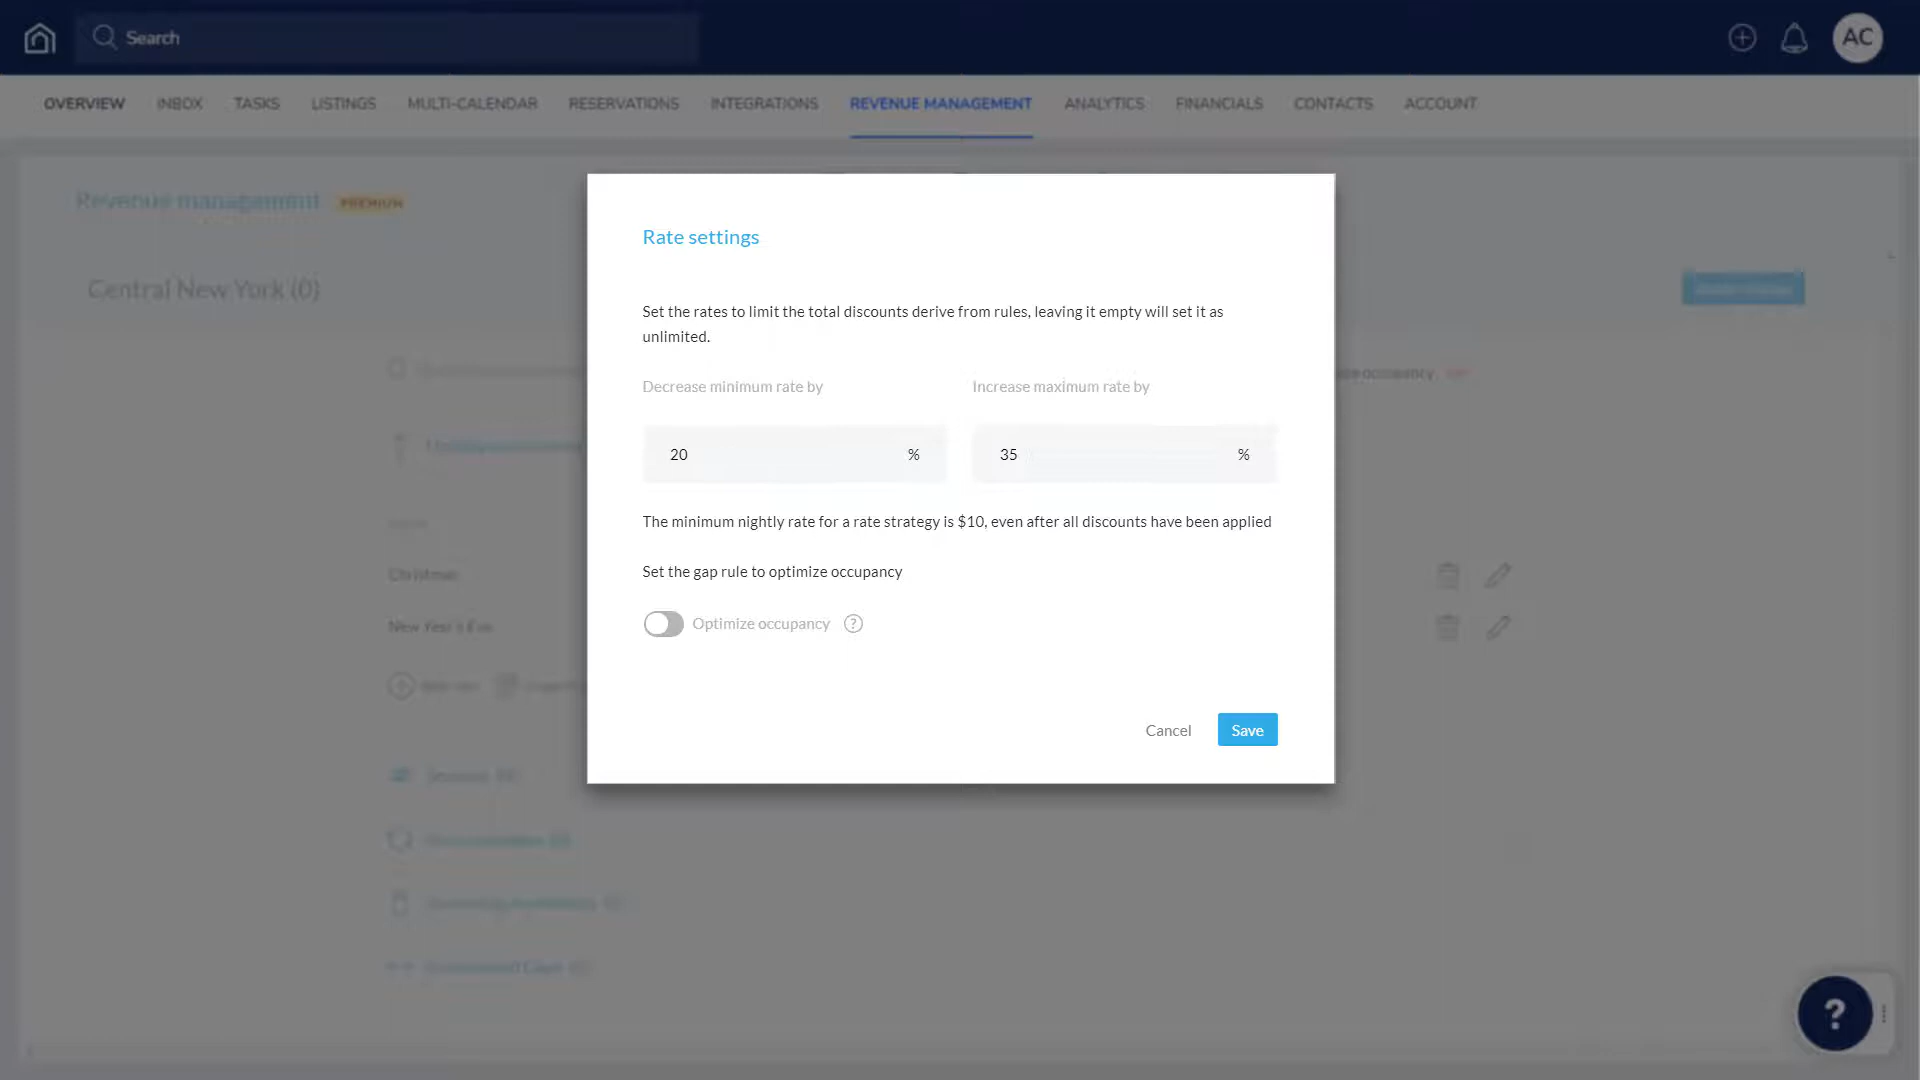 Search
AC
OVERVIEW
INBOX
TASKS
LISTINGS
MULTI-CALENDAR
RESERVATIONS
INTEGRATIONS
REVENUE MANAGEMENT
ANALYTICS
FINANCIALS
CONTACTS
ACCOUNT
Revenue management PREMIUM
Central New York (0)
Rate settings
Set the rates to limit the total discounts derive from rules, leaving it empty will set it as
unlimited.
Decrease minimum rate by
Increase maximum rate by
20 %
35 %
The minimum nightly rate for a rate strategy is $10, even after all discounts have been applied
Set the gap rule to optimize occupancy
Optimize occupancy ?
Cancel
Save
Christmas
New Year's Eve
?